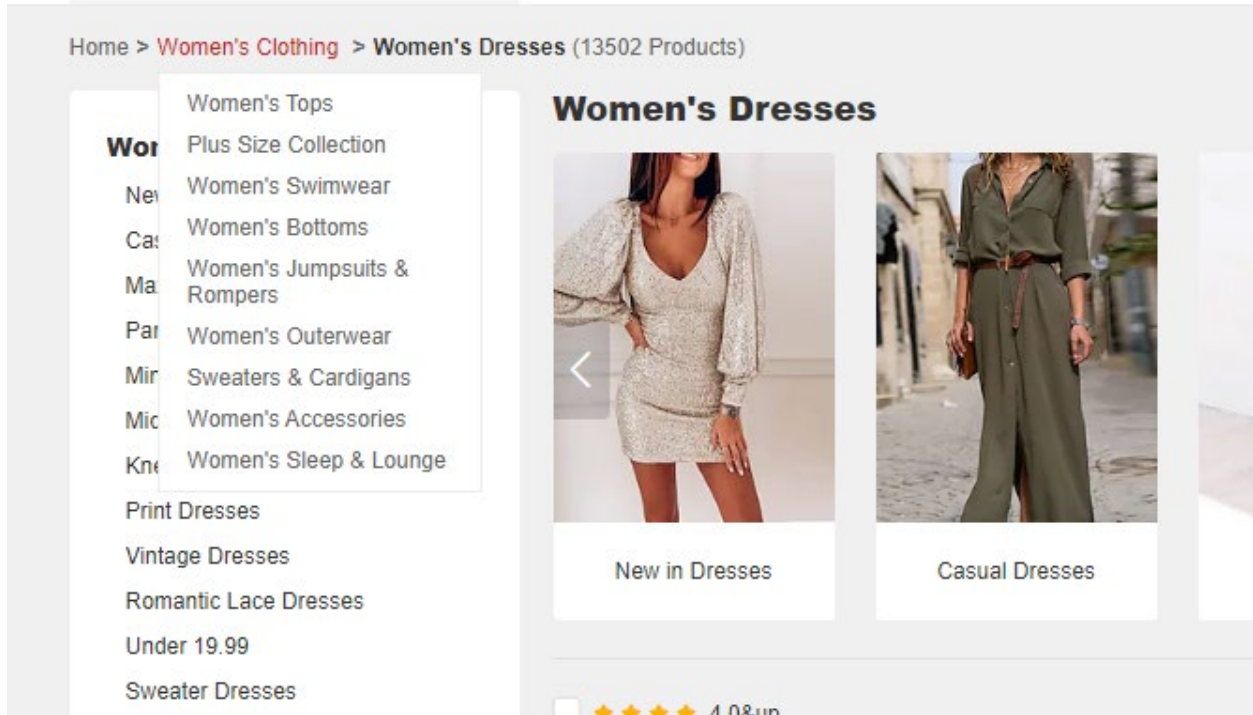 Home > Women's Clothing > Women's Dresses (13502 Products)
Women's Tops
Plus Size Collection
Women's Swimwear
Women's Bottoms
Women's Jumpsuits &
Rompers
Women's Outerwear
Sweaters & Cardigans
Women's Accessories
Women's Sleep & Lounge
Print Dresses
Vintage Dresses
Romantic Lace Dresses
Under 19.99
Sweater Dresses
Women's Dresses
New in Dresses
Casual Dresses
4.0&up